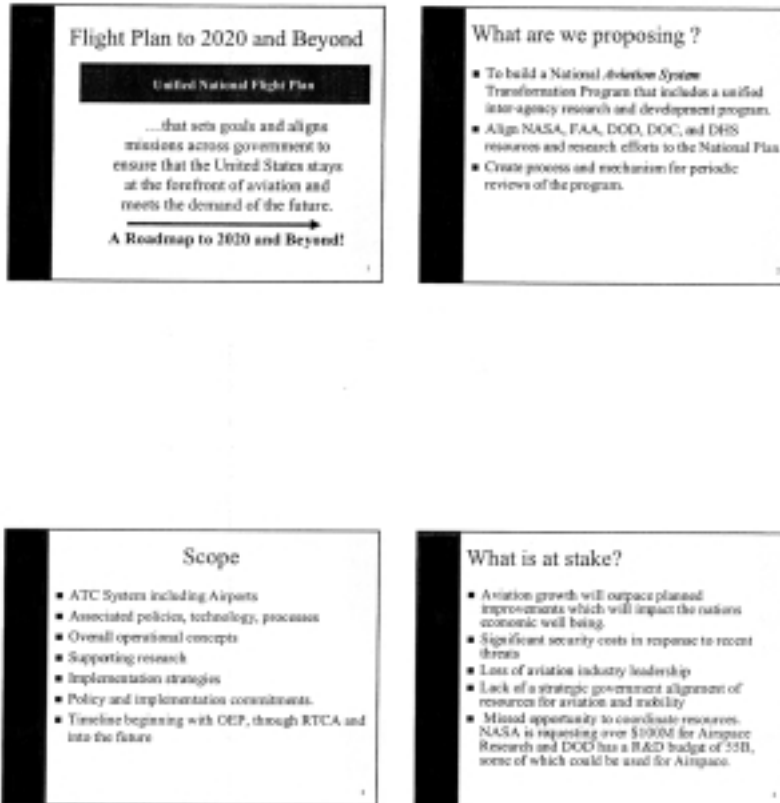 Flight Plan to 2020 and Beyond
Unified National Flight Plan
....that sets goals and aligns
missions across government to
ensure that the United States stays
at the forefront of aviation and
meets the demand of the future.
A Roadmap to 2020 and Beyond!
What are we proposing ?
■ To build a National Aviation System
Transformation Program that includes a unified
inter-agency research and development program.
■ Align NASA, FAA, DOD, DOC, and DHS
resources and research efforts to the National Plan
■ Create process and mechanism for periodic
reviews of the program.
Scope
■ ATC System including Airports
■ Associated policies, technology, processes
■ Overall operational concepts
■ Supporting research
■ Implementation strategies
■ Policy and implementation commitments.
■ Timeline beginning with OEP, through RTCA and
into the future
What is at stake?
■ Aviation growth will outpace planned
improvements which will impact the nations
economic well being.
■ Significant security costs in response to recent
threats
■ Loss of aviation industry leadership
■ Lack of a strategic government alignment of
resources for aviation and mobility
■ Missed opportunity to coordinate resources.
NASA is requesting over $100M for Airspace
Research and DOD has a R&D budget of
some of which could be used for Airspace.